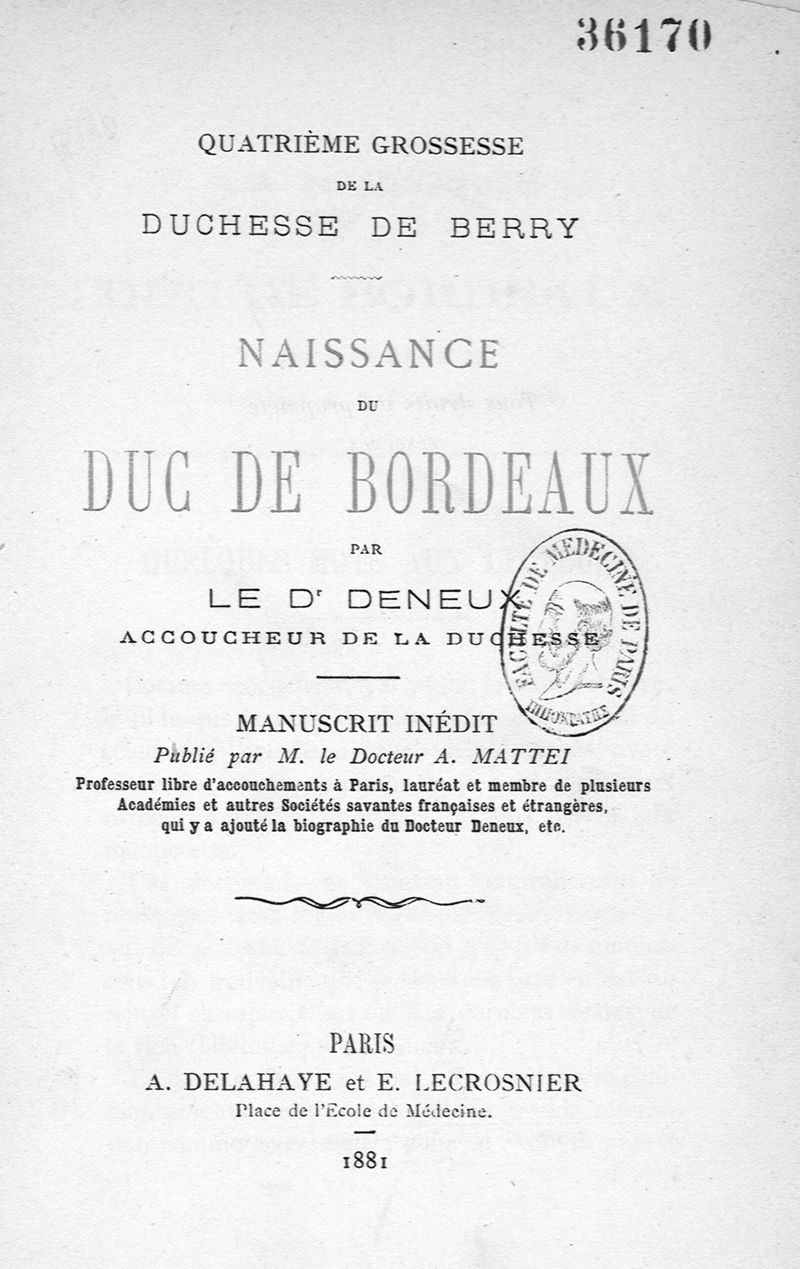 36170
QUATRIÈME GROSSESSE
DE LA
DUCHESSE DE BERRY
NAISSANCE
DU
DUC DE BORDEAUX
PAR
LE Dr DENEUX
ACCOUCHEUR DE LA DUCHESSE
FACULTÉ DE MEDECINE DE PARIS
MANUSCRIT INÉDIT
Publié par M. le Docteur A. MATTEI
Professeur libre d'accouchements à Paris, lauréat et membre de plusieurs
Académies et autres Sociétés savantes françaises et étrangères,
qui y a ajouté la biographie du Docteur Deneux, etc.
PARIS
A. DELAHAYE et E. LECROSNIER
Place de l'Ecole de Médecine.
1881